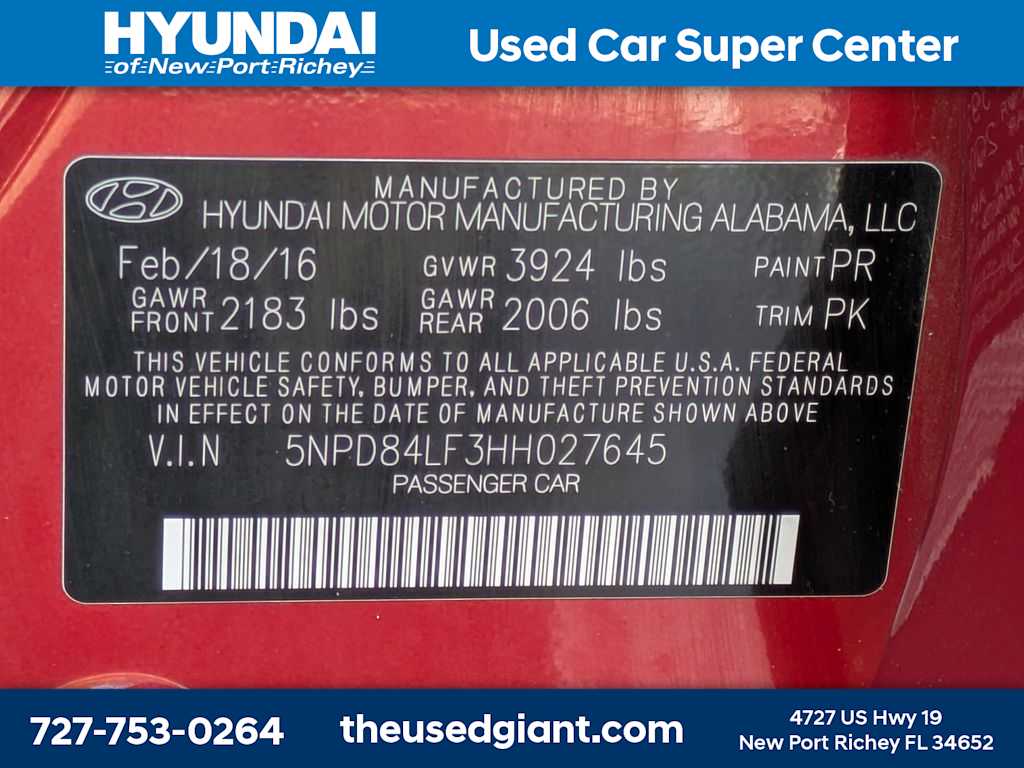 HYUNDAI
of New Port Richey
Used Car Super Center
MANUFACTURED BY
HYUNDAI MOTOR MANUFACTURING ALABAMA, LLC
Feb/18/16 GVWR 3924 lbs PAINT PR
GAWR FRONT 2183 lbs GAWR REAR 2006 lbs TRIM PK
THIS VEHICLE CONFORMS TO ALL APPLICABLE U.S.A. FEDERAL
MOTOR VEHICLE SAFETY, BUMPER, AND THEFT PREVENTION STANDARDS
IN EFFECT ON THE DATE OF MANUFACTURE SHOWN ABOVE
V.I.N 5NPD84LF3HH027645
PASSENGER CAR
727-753-0264
theusedgiant.com
4727 US Hwy 19
New Port Richey FL 34652